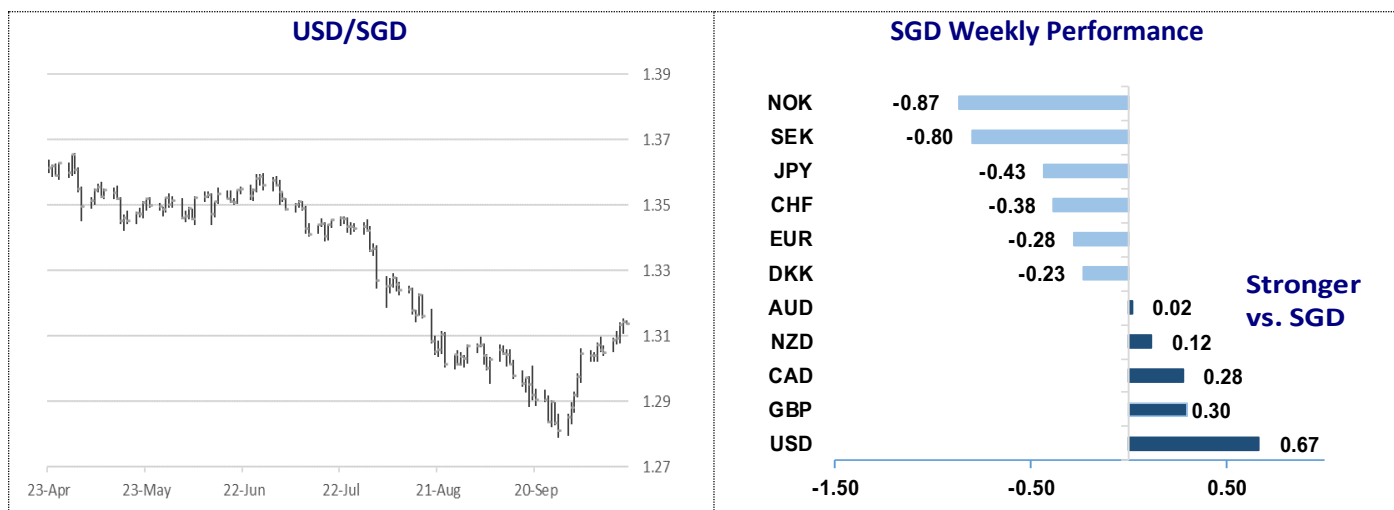 USD/SGD
1.39
1.37
1.35
1.33
1.31
1.29
1.27
23-Apr 23-May 22-Jun 22-Jul 21-Aug 20-Sep
SGD Weekly Performance
NOK -0.87
SEK -0.80
JPY -0.43
CHF -0.38
EUR -0.28
DKK -0.23
AUD 0.02
NZD 0.12
CAD 0.28
GBP 0.30
USD 0.67
Stronger
vs. SGD
-1.50 -0.50 0.50